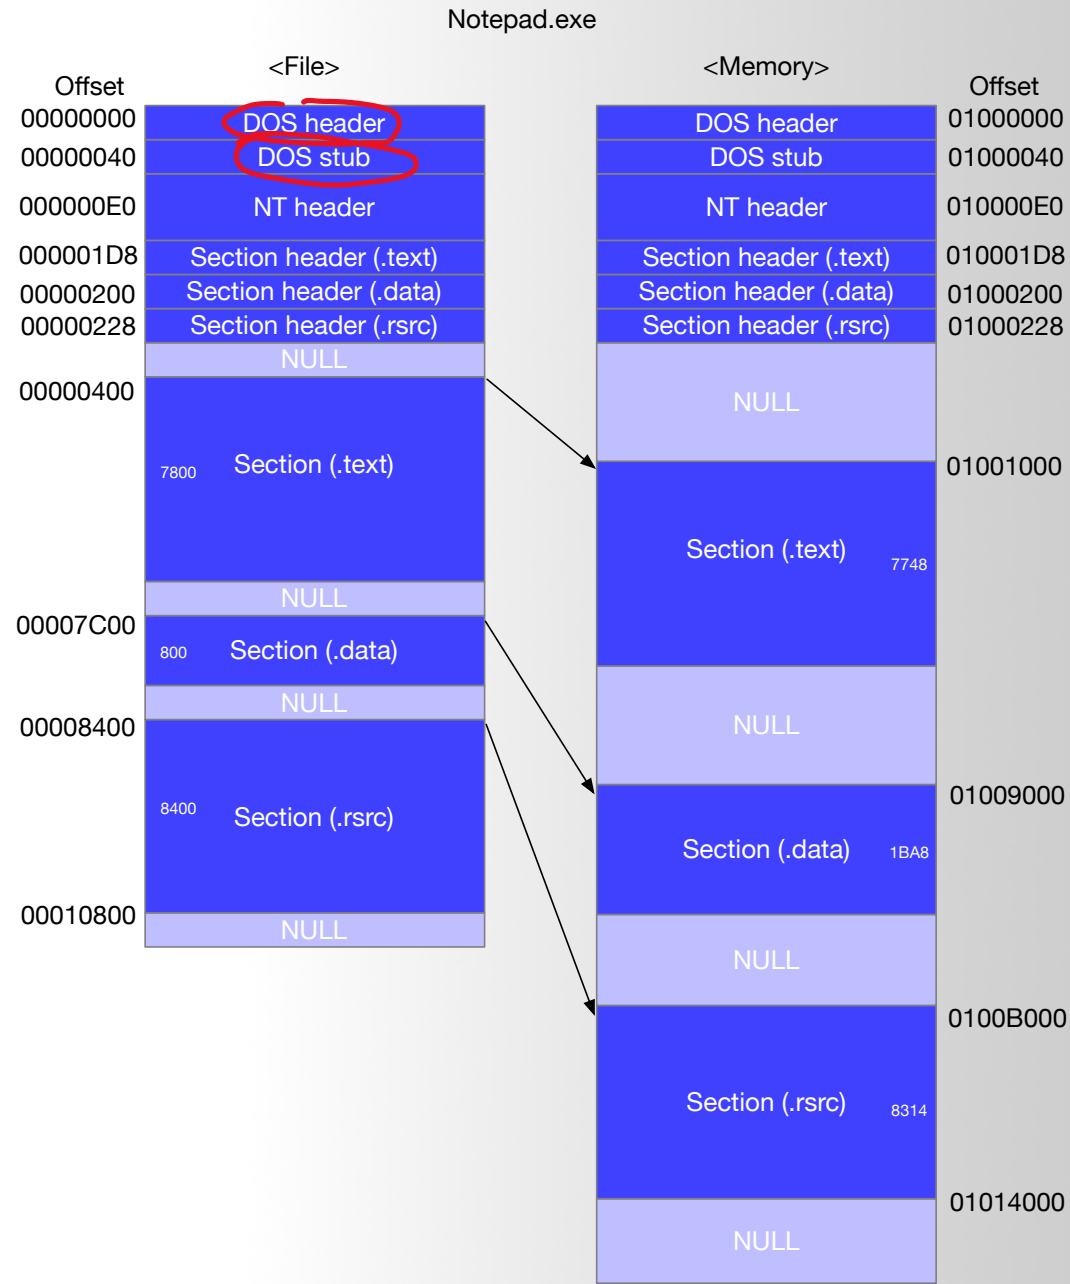 Notepad.exe
<File>
<Memory>
Offset
Offset
00000000
DOS header
DOS header
01000000
00000040
DOS stub
DOS stub
01000040
000000E0
NT header
NT header
010000E0
000001D8
Section header (.text)
Section header (.text)
010001D8
00000200
Section header (.data)
Section header (.data)
01000200
00000228
Section header (.rsrc)
Section header (.rsrc)
01000228
NULL
00000400
NULL
7800
Section (.text)
01001000
Section (.text)
7748
NULL
00007C00
800
Section (.data)
NULL
00008400
NULL
01009000
8400
Section (.rsrc)
Section (.data)
1BA8
00010800
NULL
NULL
0100B000
Section (.rsrc)
8314
01014000
NULL